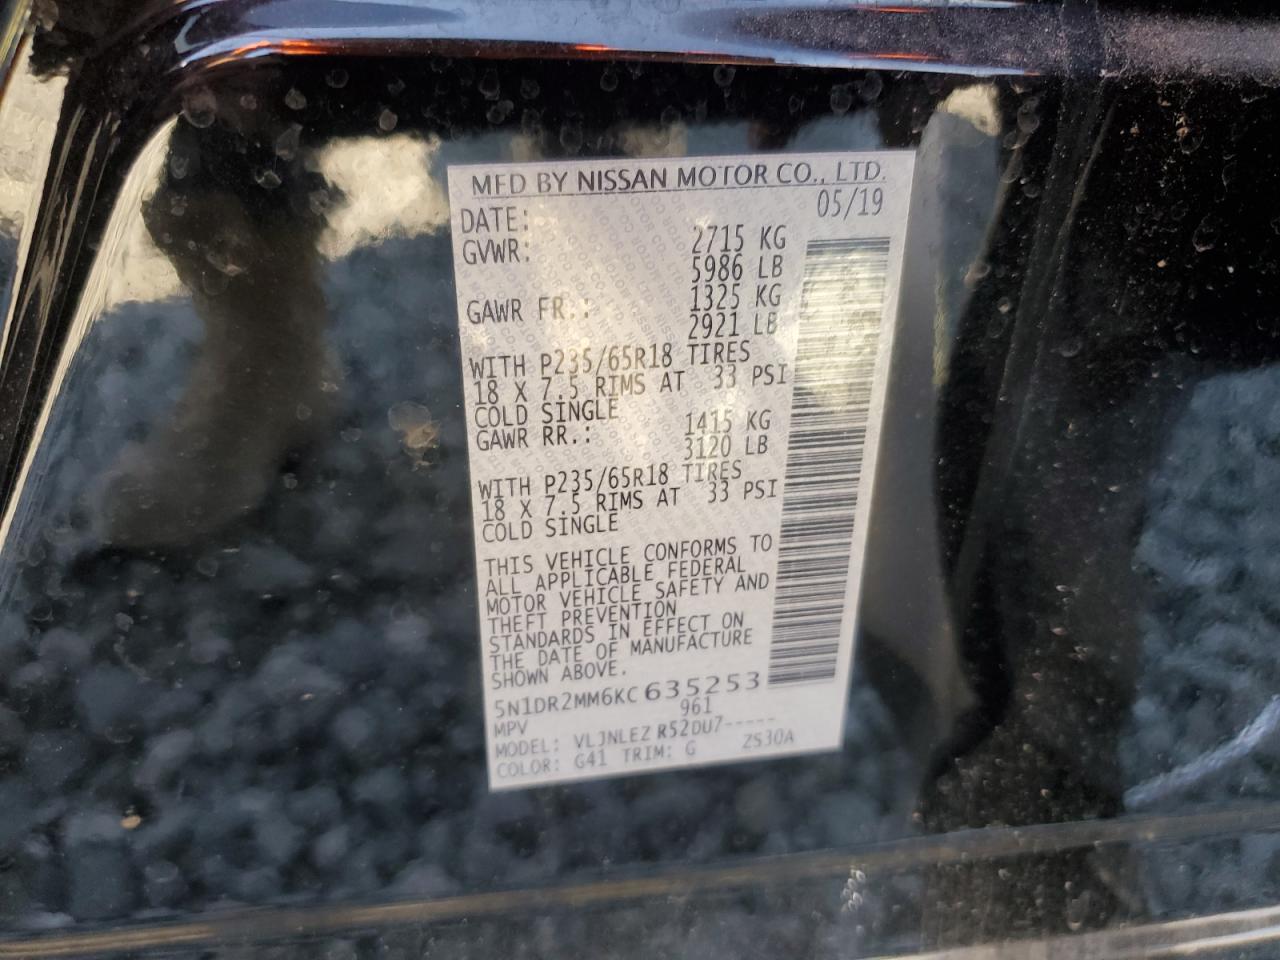 MFD BY NISSAN MOTOR CO., LTD.
DATE: 05/19
GVWR: 2715 KG
5986 LB
GAWR FR.: 1325 KG
2921 LB
WITH P235/65R18 TIRES
18 X 7.5 RIMS AT 33 PSI
COLD SINGLE
GAWR RR.: 1415 KG
3120 LB
WITH P235/65R18 TIRES
18 X 7.5 RIMS AT 33 PSI
COLD SINGLE
THIS VEHICLE CONFORMS TO
ALL APPLICABLE FEDERAL
MOTOR VEHICLE SAFETY AND
THEFT PREVENTION
STANDARDS IN EFFECT ON
THE DATE OF MANUFACTURE
SHOWN ABOVE.
5N1DR2MM6KC635253
MPV 961
MODEL: VLJNLEZ R52DU7-----
COLOR: G41 TRIM: G ZS30A